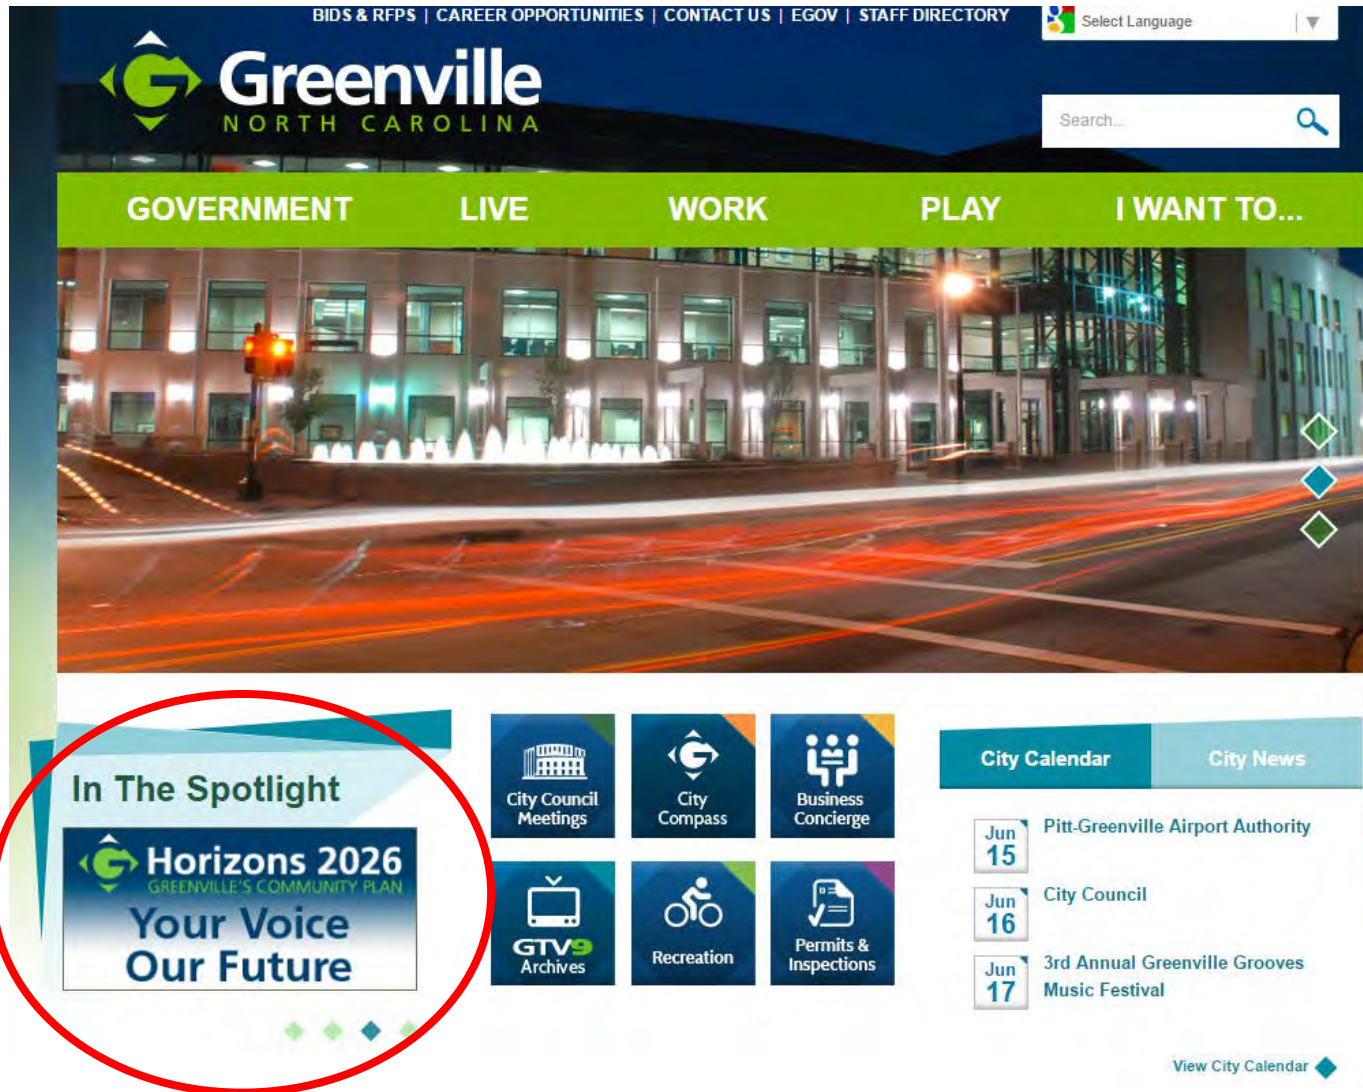 BIDS & RFPS | CAREER OPPORTUNITIES | CONTACT US | EGOV | STAFF DIRECTORY
Select Language
Greenville
NORTH CAROLINA
Search...
GOVERNMENT LIVE WORK PLAY I WANT TO...
In The Spotlight
Horizons 2026
GREENVILLE'S COMMUNITY PLAN
Your Voice
Our Future
City Council
Meetings
City
Compass
Business
Concierge
GTV9
Archives
Recreation
Permits &
Inspections
City Calendar City News
Jun
15
Pitt-Greenville Airport Authority
Jun
16
City Council
Jun
17
3rd Annual Greenville Grooves
Music Festival
View City Calendar